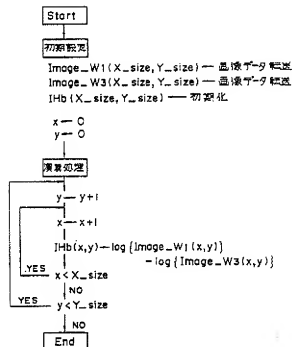 Start
初期設定
Image_W1(X_size,Y_size)―画像データ転送
Image_W3(X_size,Y_size)―画像データ転送
IHb(X_size,Y_size)―初期化
x←0
y←0
演算処理
y←y+1
x←x+1
IHb(x,y)←log{Image_W1(x,y)}
-log{Image_W3(x,y)}
YES
x<X_size
NO
YES
y<Y_size
NO
End